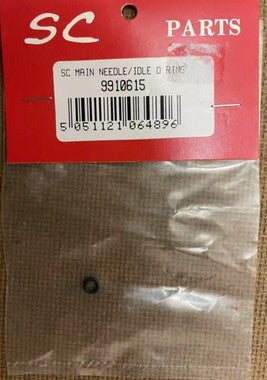 SC PARTS
SC MAIN NEEDLE/IDLE O RING
9910615
5 051121 064896